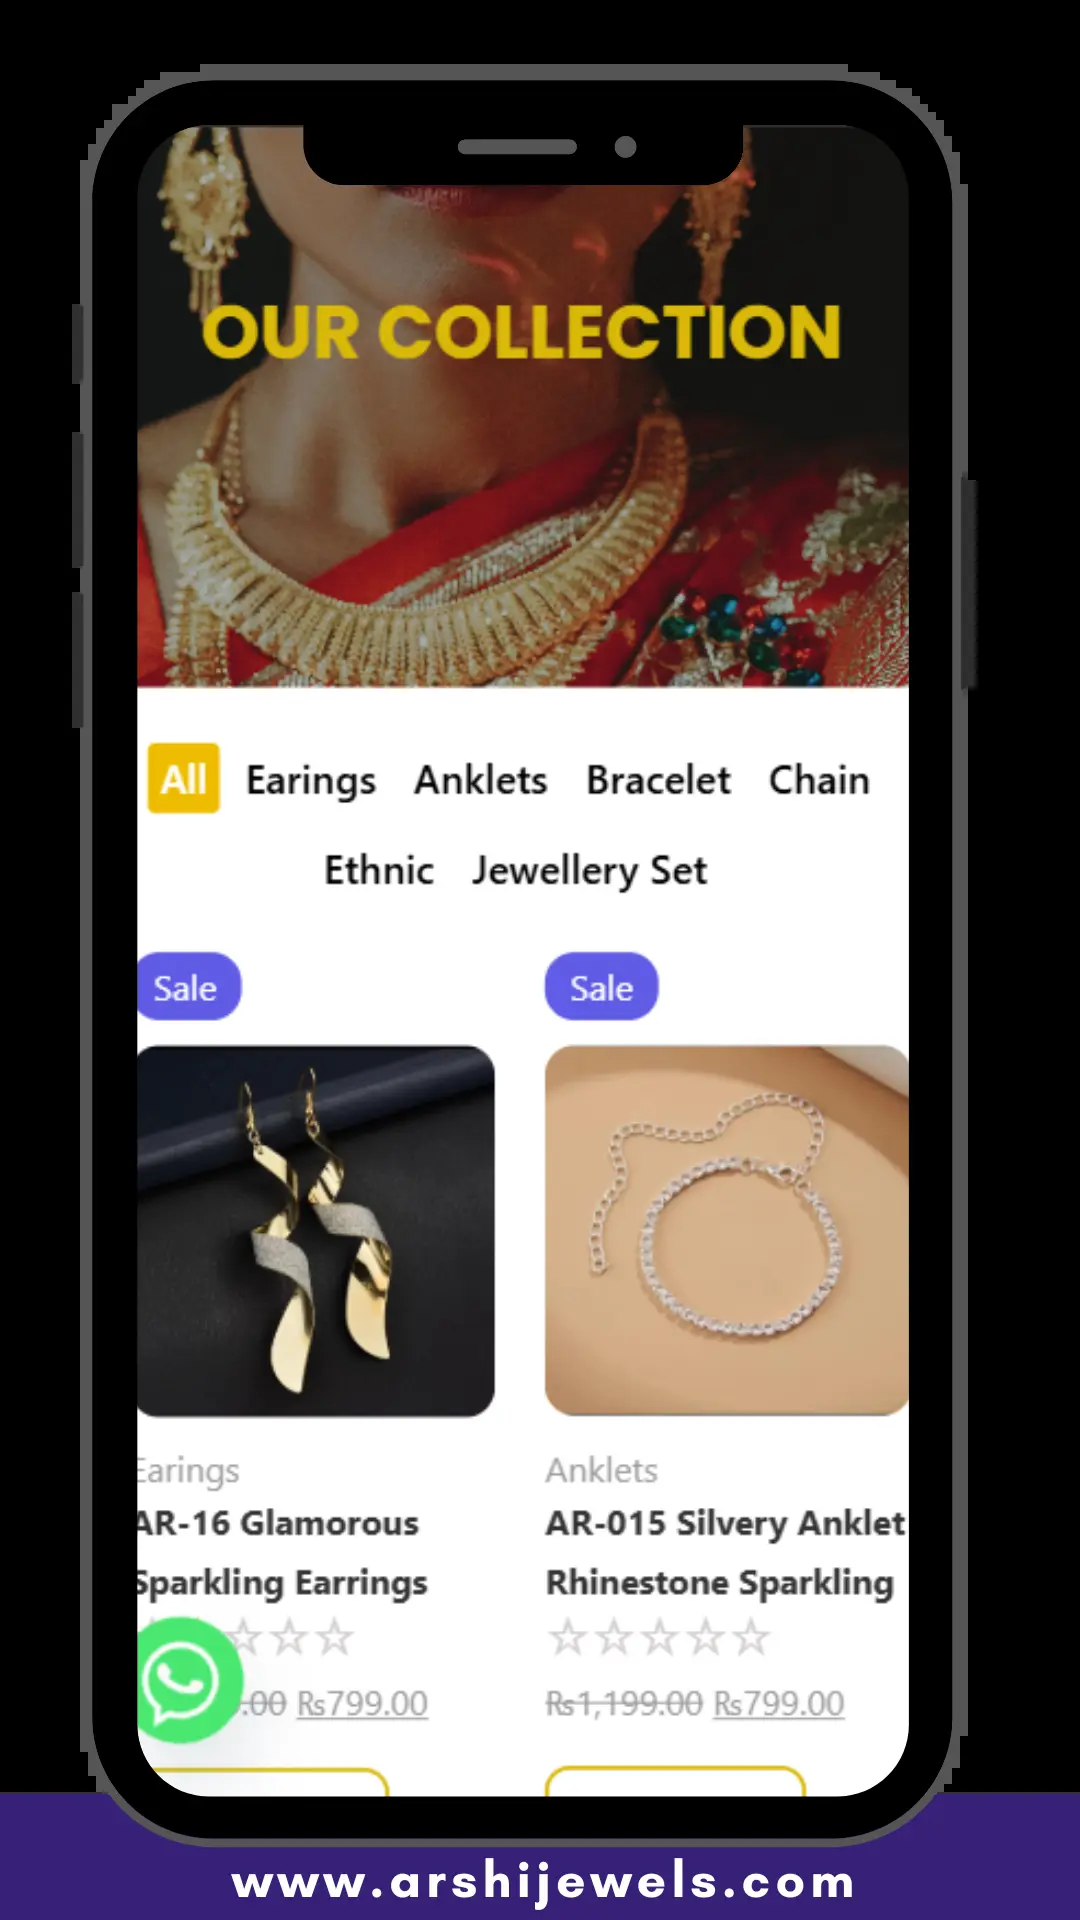 OUR COLLECTION
All Earings Anklets Bracelet Chain
Ethnic Jewellery Set
Sale Sale
Earings Anklets
AR-16 Glamorous AR-015 Silvery Anklet
Sparkling Earrings Rhinestone Sparkling
.00 ₨799.00 ₨1,199.00 ₨799.00
www.arshijewels.com